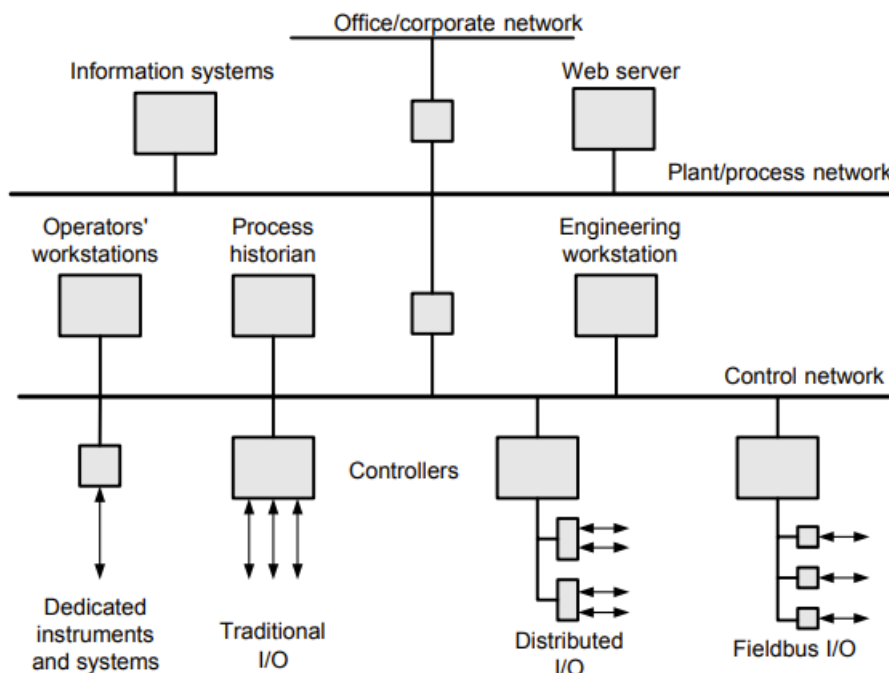 Office/corporate network
Information systems
Web server
Plant/process network
Operators'
workstations
Process
historian
Engineering
workstation
Control network
Controllers
Dedicated
instruments
and systems
Traditional
I/O
Distributed
I/O
Fieldbus I/O